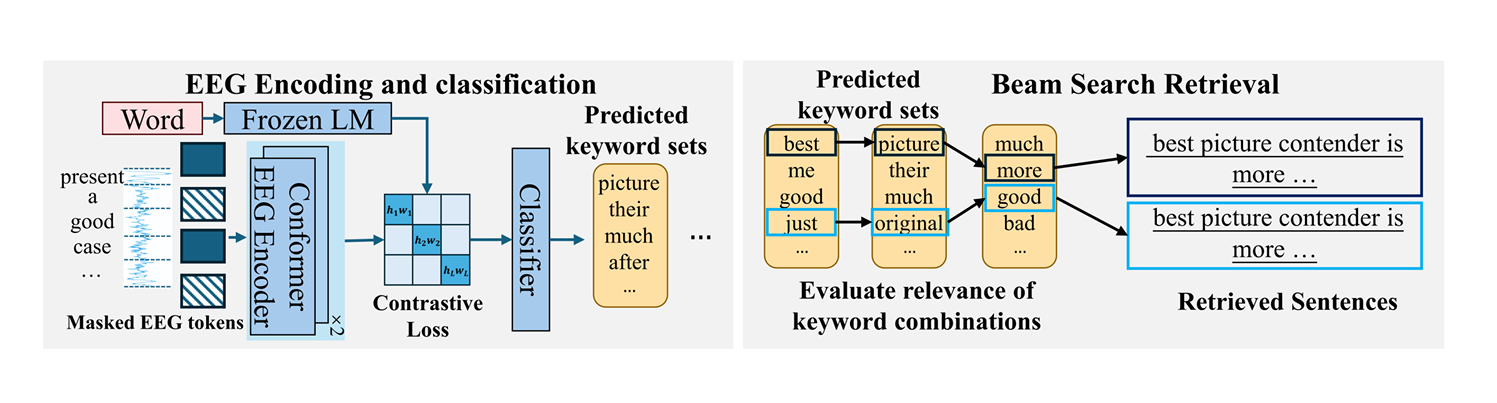 EEG Encoding and classification
Word
Frozen LM
present
a
good
case
...
Masked EEG tokens
Conformer
EEG Encoder
×2
h₁w₁
h₂w₂
h_Lw_L
Contrastive
Loss
Classifier
Predicted
keyword sets
picture
their
much
after
...
...
Beam Search Retrieval
Predicted
keyword sets
best
me
good
just
...
picture
their
much
original
...
much
more
good
bad
...
Evaluate relevance of
keyword combinations
best picture contender is
more ...
best picture contender is
more ...
Retrieved Sentences